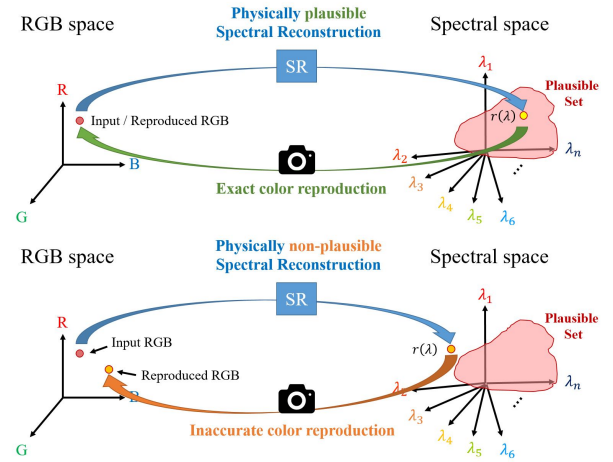 RGB space
Physically plausible
Spectral Reconstruction
Spectral space
SR
λ₁
Plausible
Set
R
Input / Reproduced RGB
r(λ)
λ₂
λₙ
B
λ₃
Exact color reproduction
...
G
λ₄
λ₅
λ₆
RGB space
Physically non-plausible
Spectral Reconstruction
Spectral space
SR
λ₁
Plausible
Set
R
Input RGB
r(λ)
Reproduced RGB
λ₂
λₙ
B
λ₃
Inaccurate color reproduction
...
G
λ₄
λ₅
λ₆